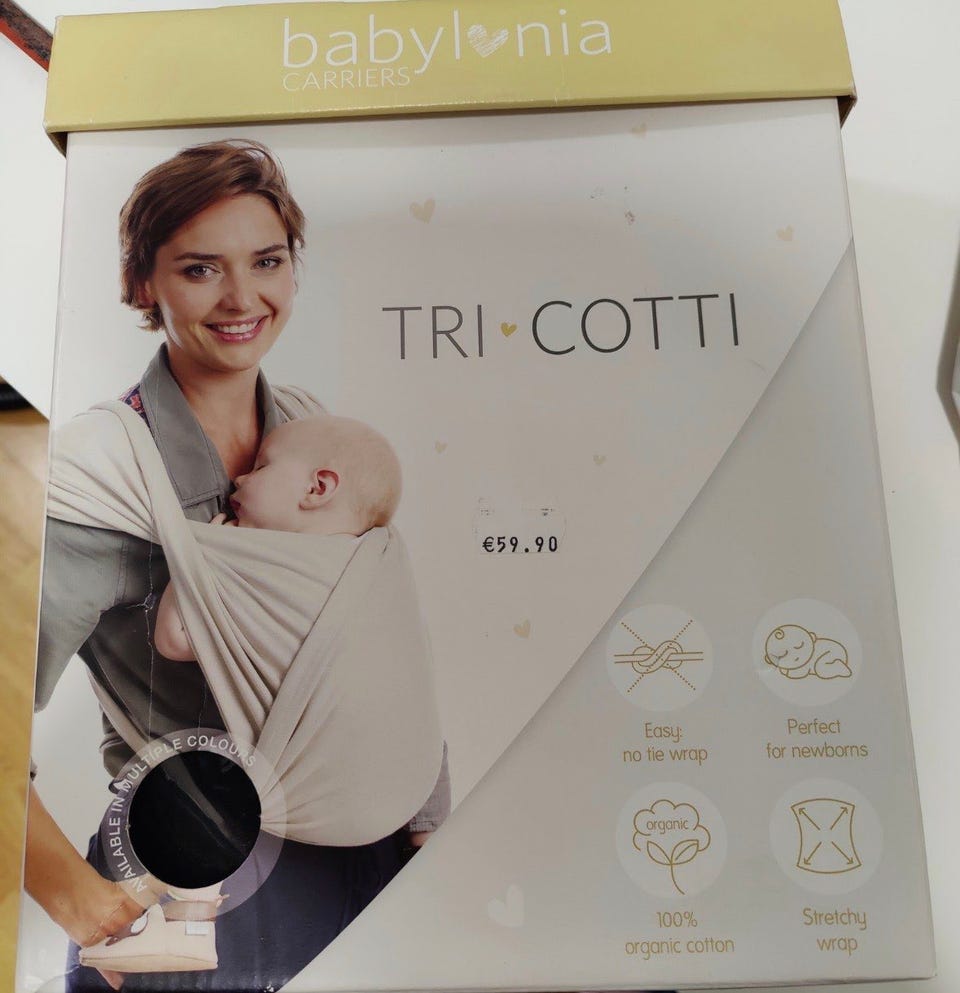 babylonia
CARRIERS
TRI COTTI
€59.90
Easy:
no tie wrap
Perfect
for newborns
AVAILABLE IN MULTIPLE COLOURS
organic
100%
organic cotton
Stretchy
wrap